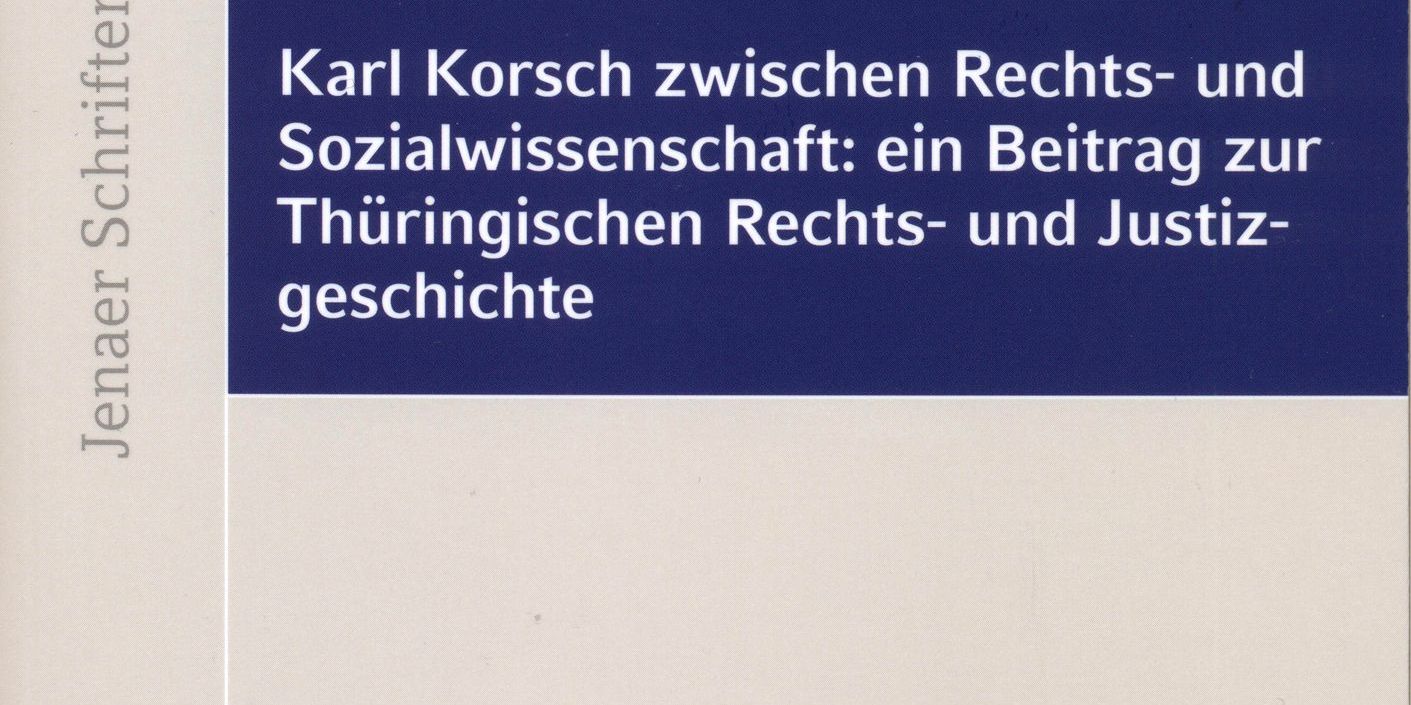 Jenaer Schriften
Karl Korsch zwischen Rechts- und
Sozialwissenschaft: ein Beitrag zur
Thüringischen Rechts- und Justiz-
geschichte